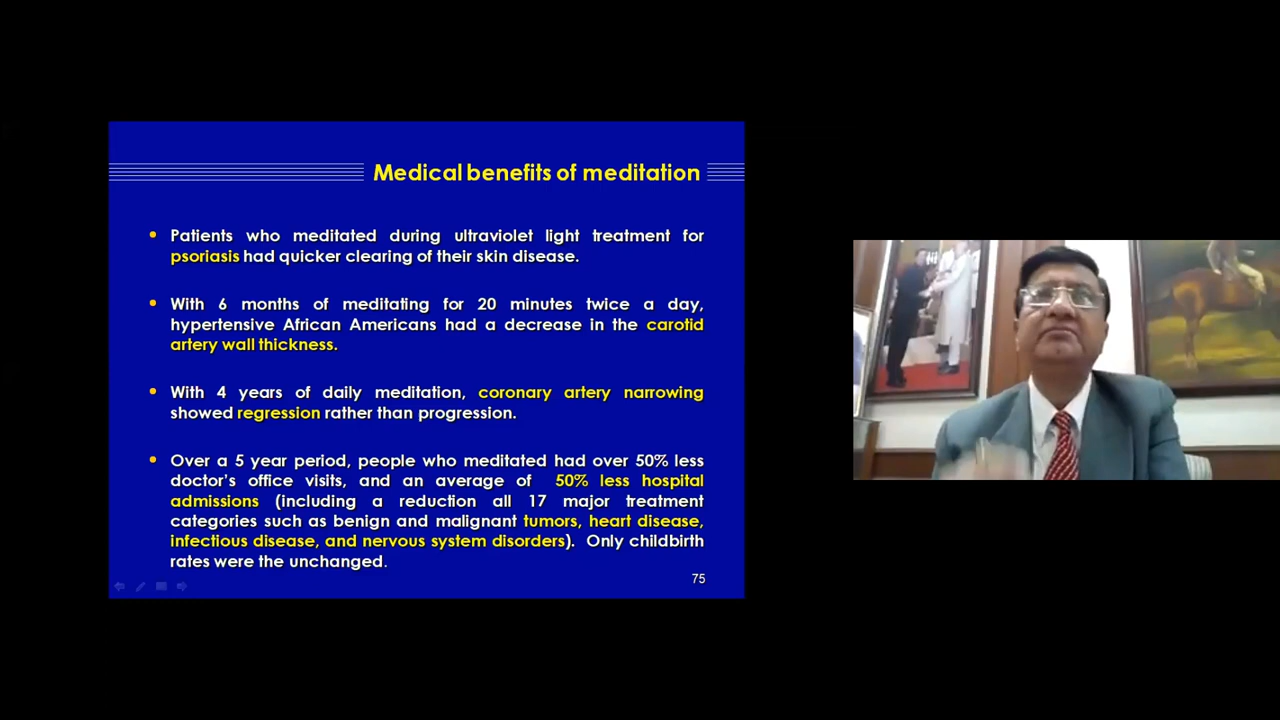 Medical benefits of meditation
• Patients who meditated during ultraviolet light treatment for
psoriasis had quicker clearing of their skin disease.
• With 6 months of meditating for 20 minutes twice a day,
hypertensive African Americans had a decrease in the carotid
artery wall thickness.
• With 4 years of daily meditation, coronary artery narrowing
showed regression rather than progression.
• Over a 5 year period, people who meditated had over 50% less
doctor's office visits, and an average of 50% less hospital
admissions (including a reduction all 17 major treatment
categories such as benign and malignant tumors, heart disease,
infectious disease, and nervous system disorders). Only childbirth
rates were the unchanged.
75